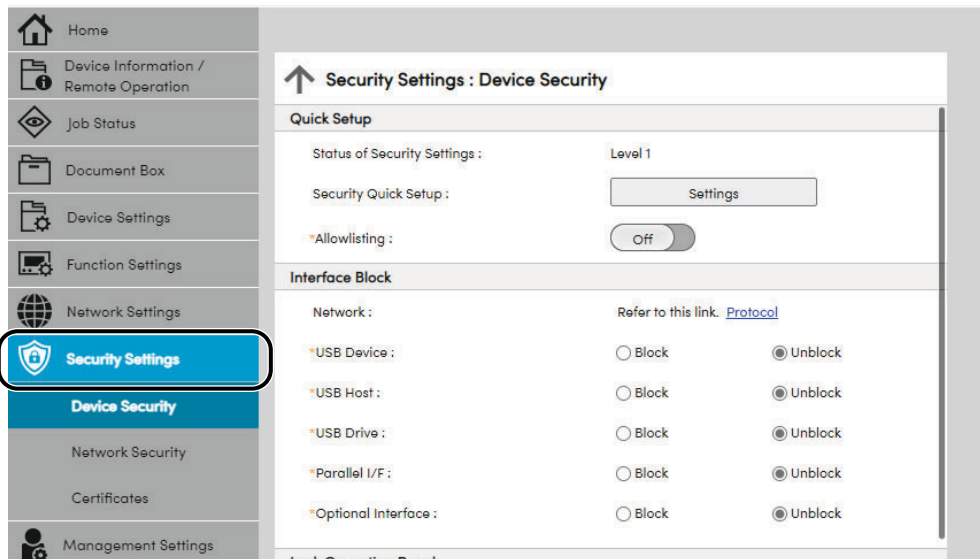 Home
Device Information /
Remote Operation
Job Status
Document Box
Device Settings
Function Settings
Network Settings
Security Settings
Device Security
Network Security
Certificates
Management Settings
Security Settings : Device Security
Quick Setup
Status of Security Settings : Level 1
Security Quick Setup : Settings
*Allowlisting : Off
Interface Block
Network : Refer to this link. Protocol
*USB Device : Block Unblock
*USB Host : Block Unblock
*USB Drive : Block Unblock
*Parallel I/F : Block Unblock
*Optional Interface : Block Unblock